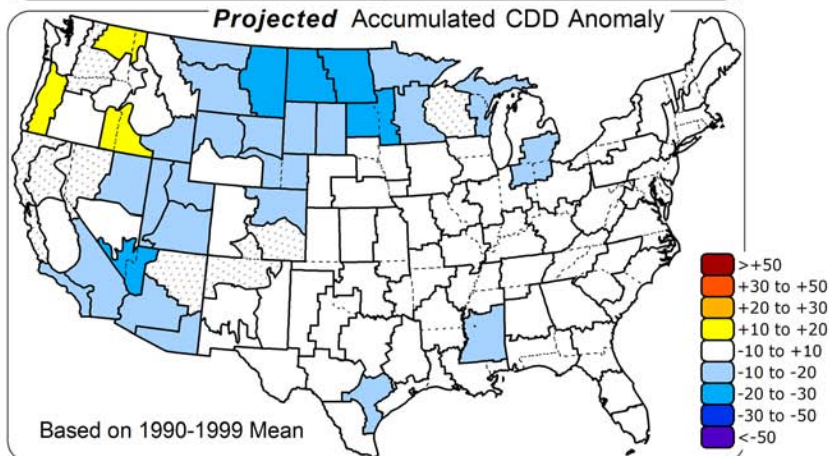 Projected Accumulated CDD Anomaly
>+50
+30 to +50
+20 to +30
+10 to +20
-10 to +10
-10 to -20
-20 to -30
-30 to -50
<-50
Based on 1990-1999 Mean